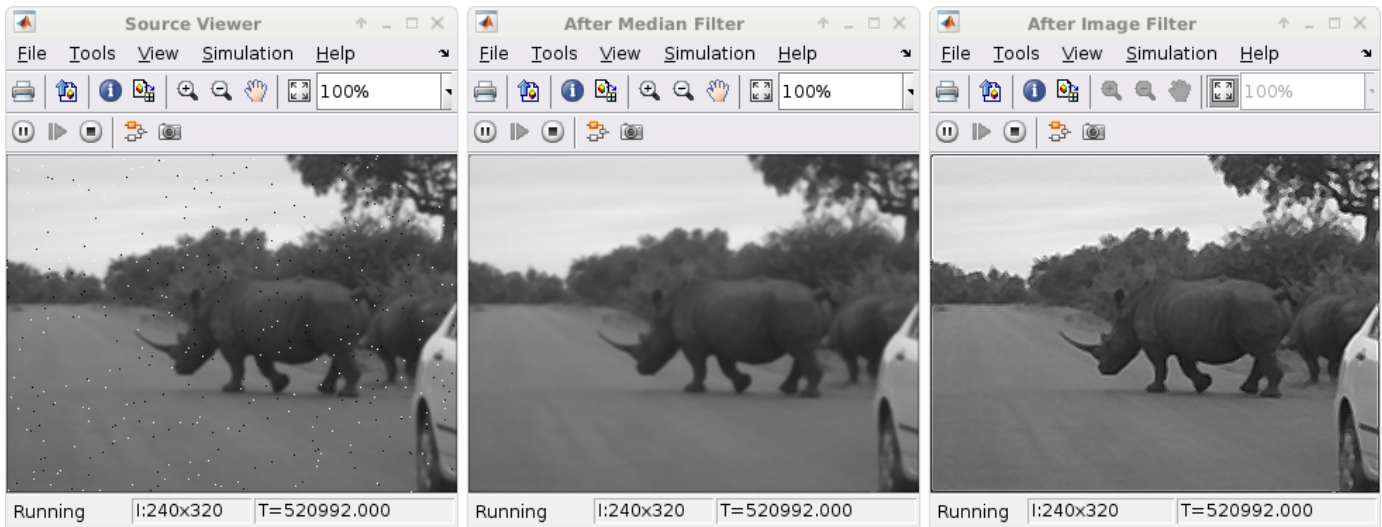 Source Viewer
File Tools View Simulation Help
100%
Running I:240x320 T=520992.000
After Median Filter
File Tools View Simulation Help
100%
Running I:240x320 T=520992.000
After Image Filter
File Tools View Simulation Help
100%
Running I:240x320 T=520992.000